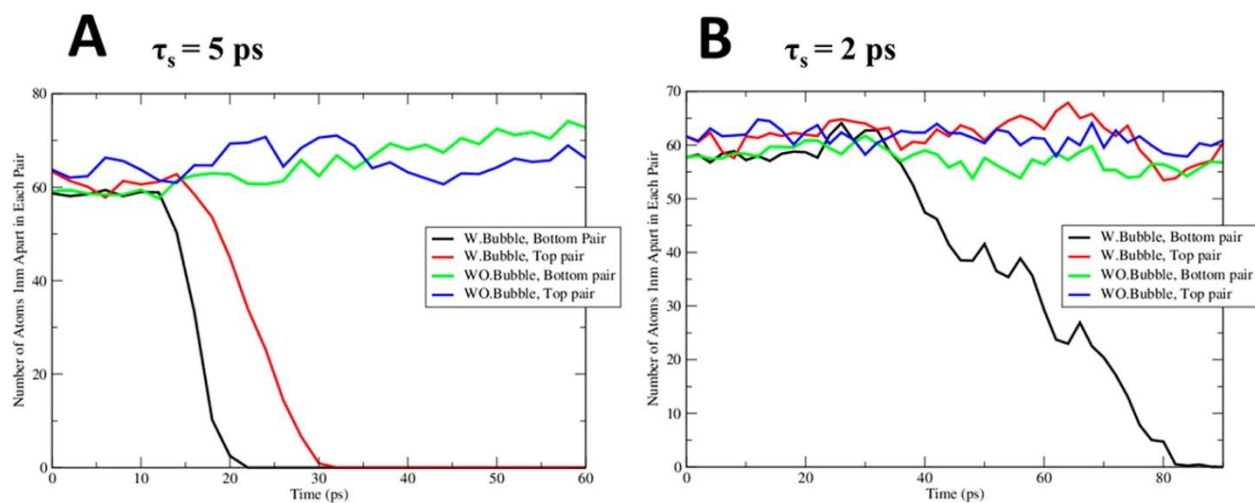 A
τs = 5 ps
80
60
40
20
0
Number of Atoms 1nm Apart in Each Pair
W.Bubble, Bottom Pair
W.Bubble, Top pair
WO.Bubble, Bottom pair
WO.Bubble, Top pair
0 10 20 30 40 50 60
Time (ps)
B
τs = 2 ps
70
60
50
40
30
20
10
0
Number of Atoms 1nm Apart in Each Pair
W.Bubble, Bottom pair
W.Bubble, Top pair
WO.Bubble, Bottom pair
WO.Bubble, Top pair
0 20 40 60 80
Time (ps)